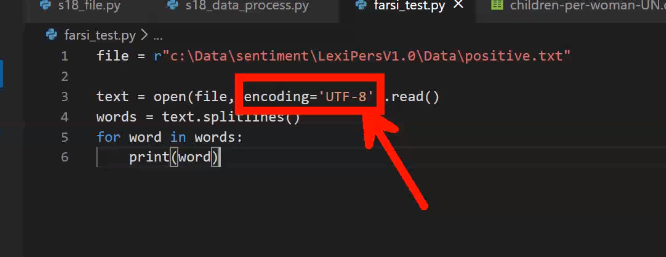 s18_file.py s18_data_process.py farsi_test.py children-per-woman-UN.
farsi_test.py > ...
1 file = r"c:\Data\sentiment\LexiPersV1.0\Data\positive.txt"
2
3 text = open(file, encoding='UTF-8' .read()
4 words = text.splitlines()
5 for word in words:
6 print(word)